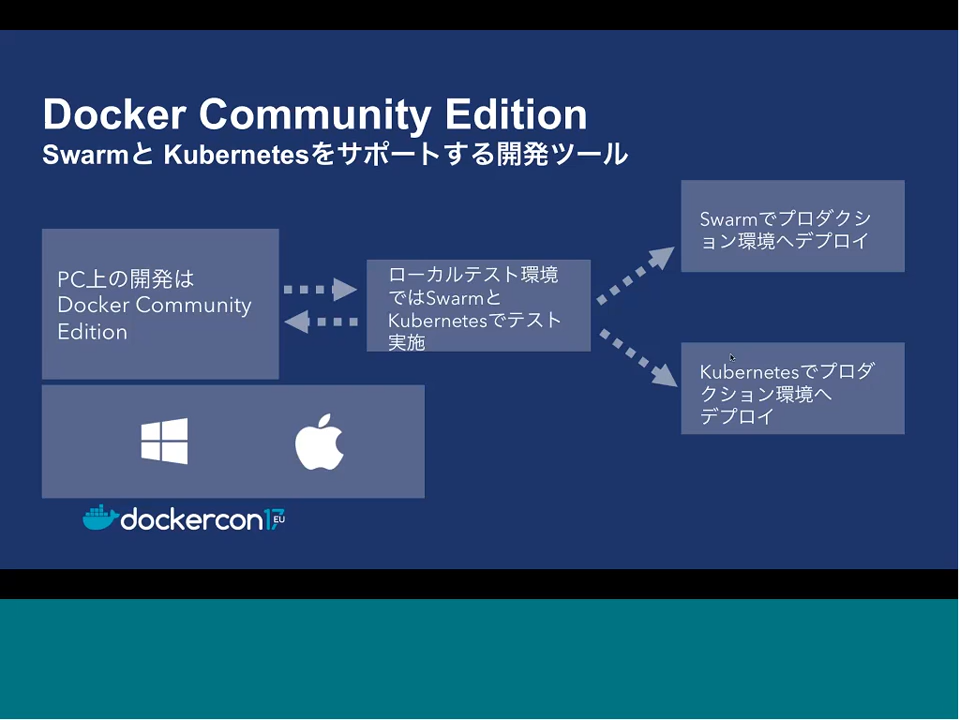 Docker Community Edition
Swarmと Kubernetesをサポートする開発ツール
PC上の開発は
Docker Community
Edition
ローカルテスト環境
ではSwarmと
Kubernetesでテスト
実施
Swarmでプロダクシ
ョン環境へデプロイ
Kubernetesでプロダ
クション環境へ
デプロイ
dockercon17 EU